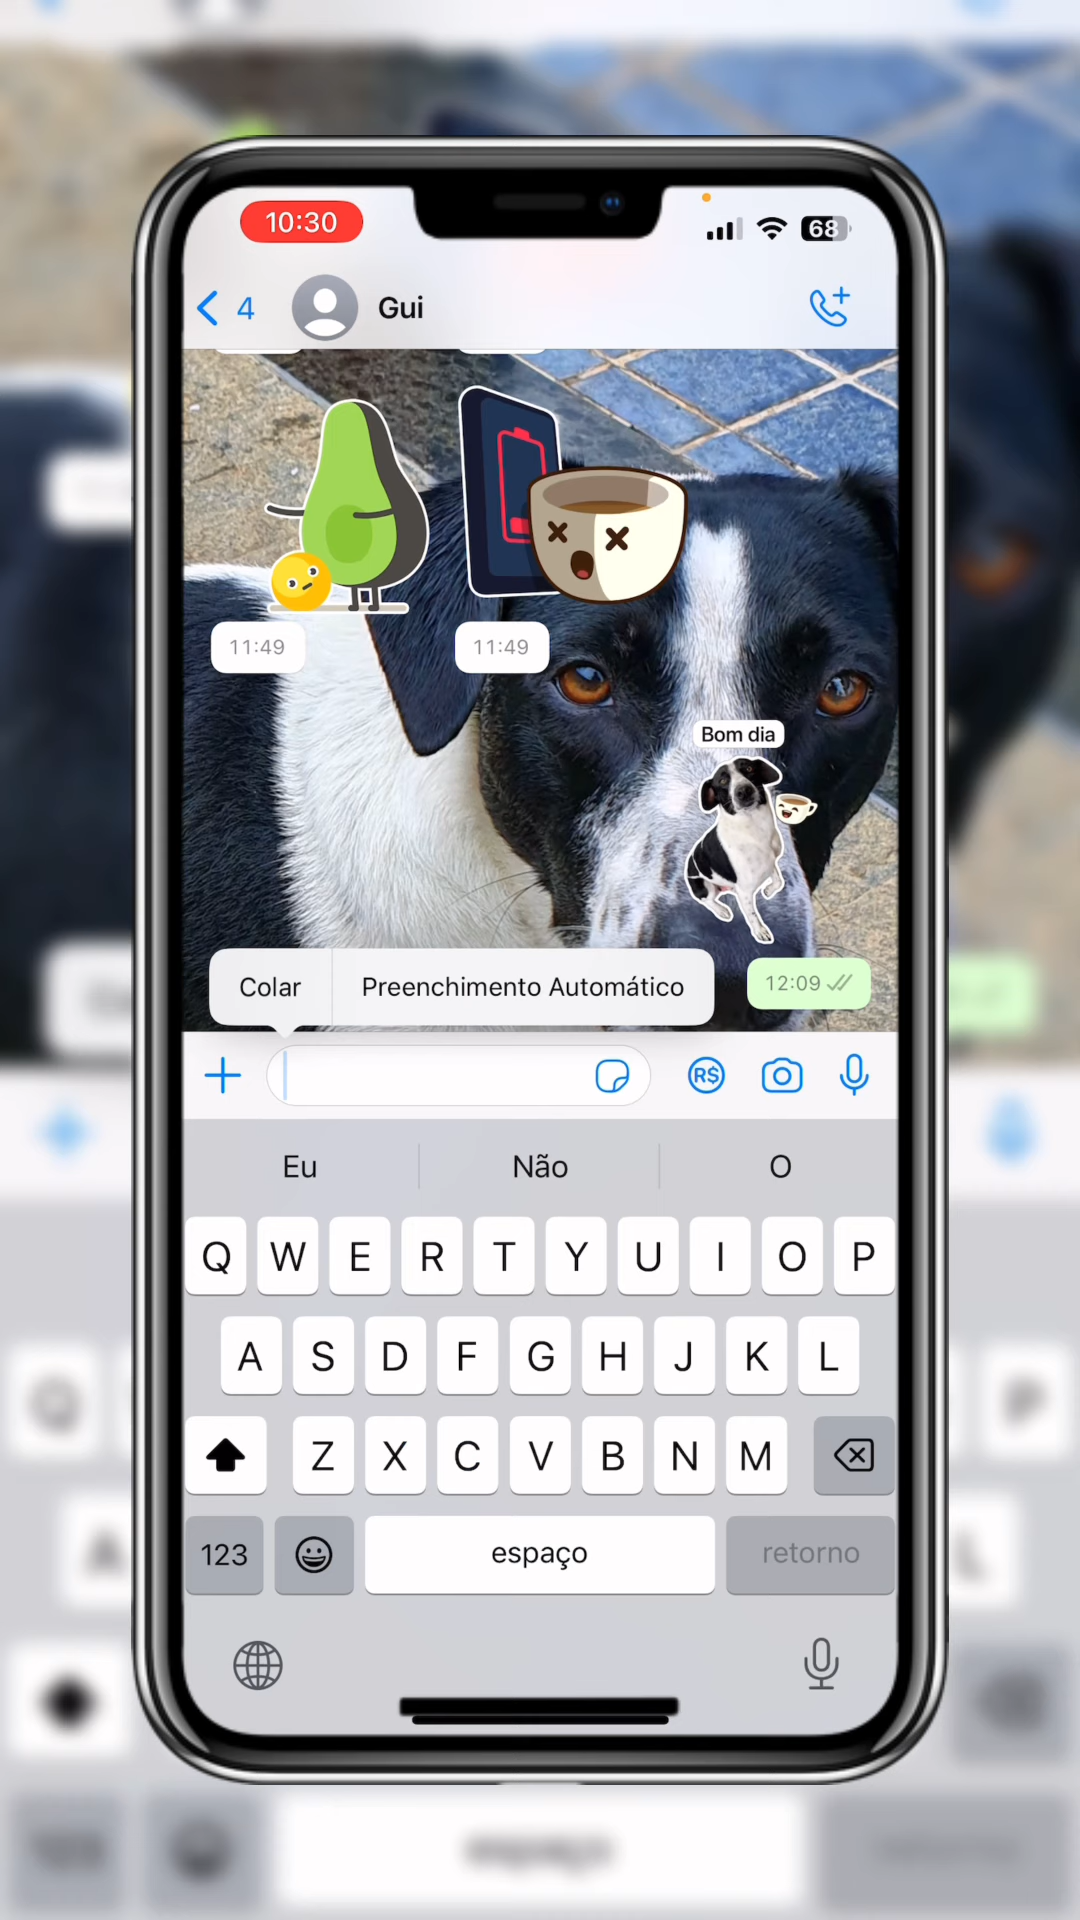 10:30
68
4
Gui
11:49
11:49
Bom dia
12:09
Colar
Preenchimento Automático
R$
Eu
Não
O
Q W E R T Y U I O P
A S D F G H J K L
Z X C V B N M
123
espaço
retorno